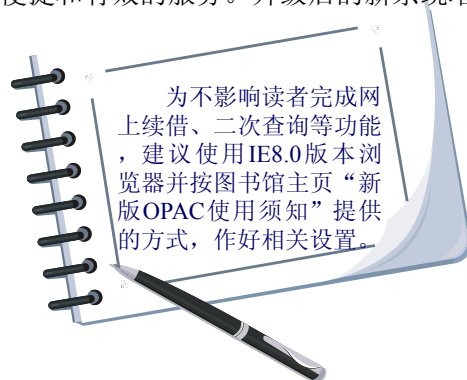 便捷和有效的服务。升级后的新系统增
为不影响读者完成网
上续借、二次查询等功能
，建议使用IE8.0版本浏
览器并按图书馆主页“新
版OPAC使用须知”提供
的方式，作好相关设置。